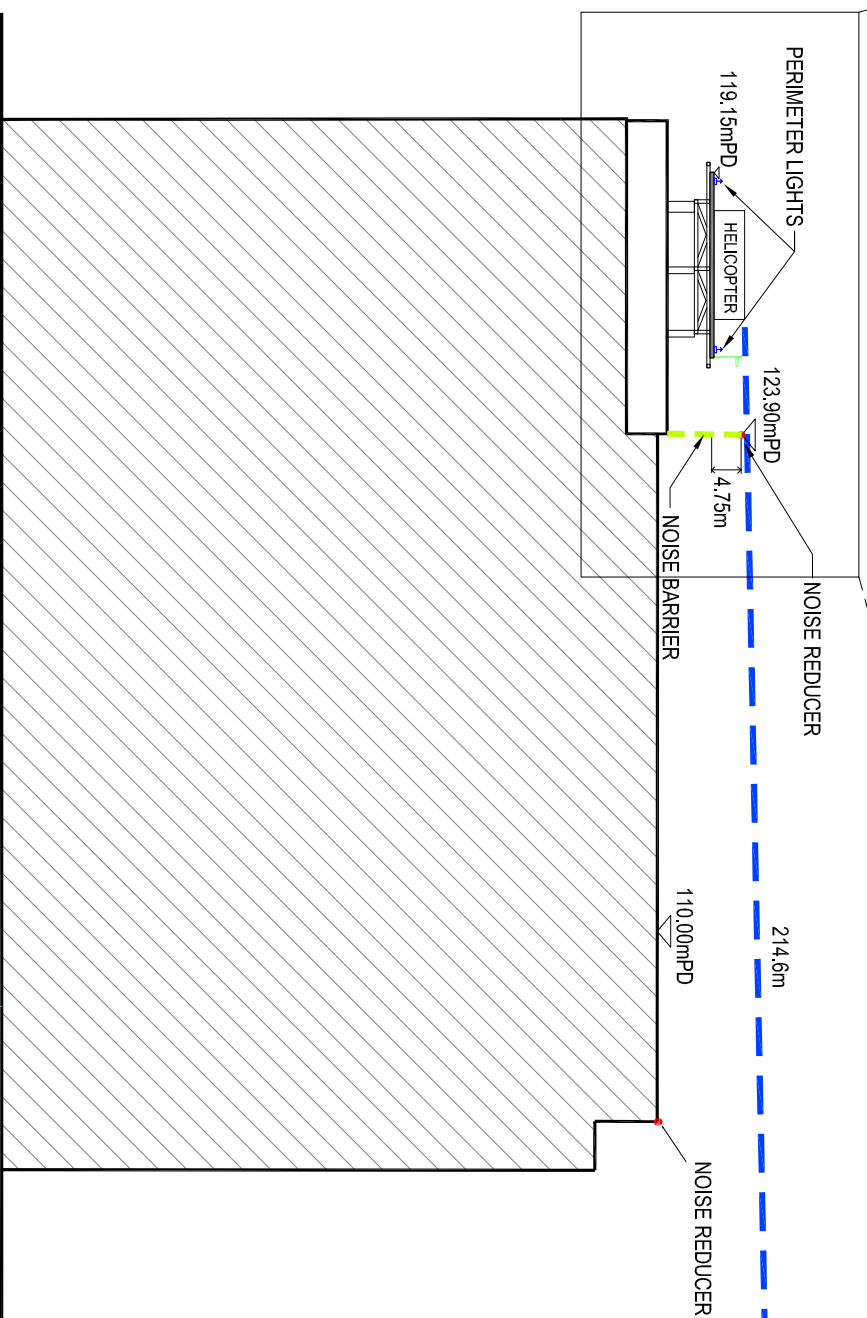 PERIMETER LIGHTS
119.15mPD
HELICOPTER
123.90mPD
4.75m
NOISE REDUCER
NOISE BARRIER
110.00mPD
214.6m
NOISE REDUCER